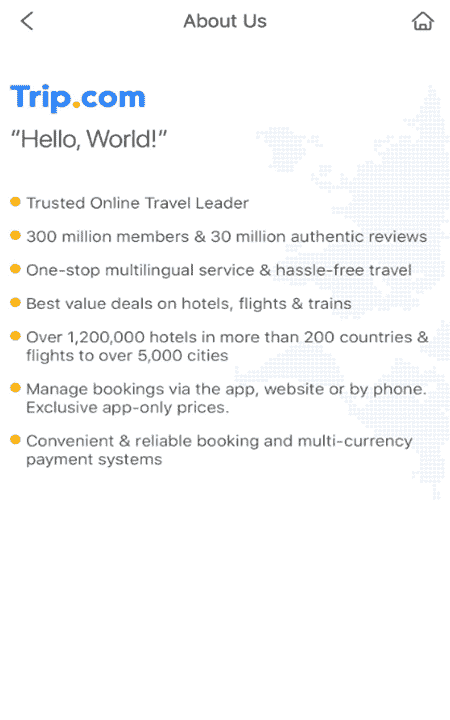 About Us
Trip.com
“Hello, World!”
Trusted Online Travel Leader
300 million members & 30 million authentic reviews
One-stop multilingual service & hassle-free travel
Best value deals on hotels, flights & trains
Over 1,200,000 hotels in more than 200 countries &
flights to over 5,000 cities
Manage bookings via the app, website or by phone.
Exclusive app-only prices.
Convenient & reliable booking and multi-currency
payment systems